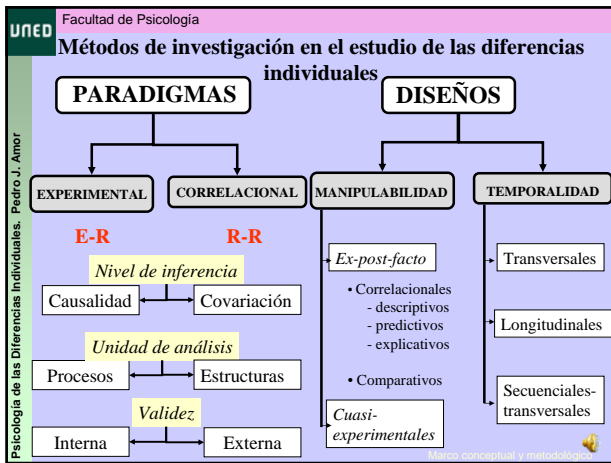 UNED
Facultad de Psicología
Métodos de investigación en el estudio de las diferencias
individuales
PARADIGMAS
DISEÑOS
EXPERIMENTAL
CORRELACIONAL
MANIPULABILIDAD
TEMPORALIDAD
E-R
R-R
Nivel de inferencia
Causalidad
Covariación
Unidad de análisis
Procesos
Estructuras
Validez
Interna
Externa
Ex-post-facto
• Correlacionales
- descriptivos
- predictivos
- explicativos
• Comparativos
Cuasi-
experimentales
Transversales
Longitudinales
Secuenciales-
transversales
Psicología de las Diferencias Individuales. Pedro J. Amor
Marco conceptual y metodológico